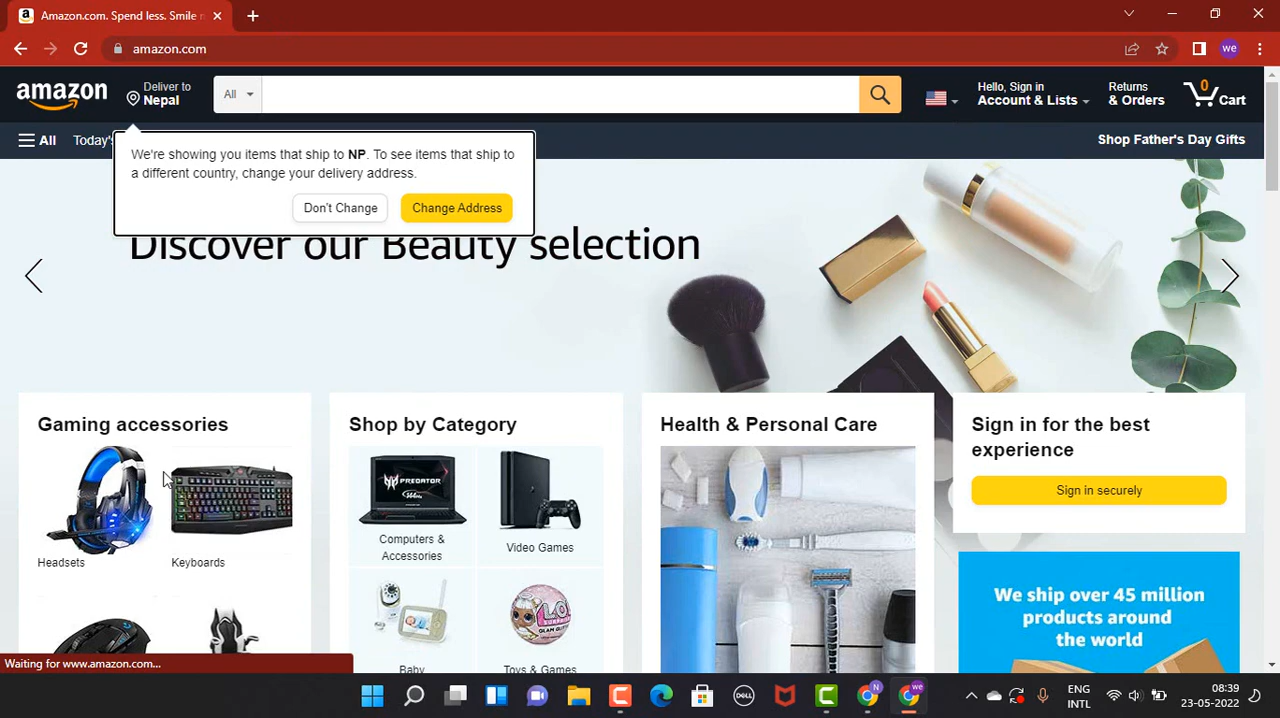 Amazon.com. Spend less. Smile
amazon.com
we
amazon
Deliver to
Nepal
All
Hello, Sign in
Account & Lists
Returns
& Orders
0
Cart
All
Today's
Shop Father's Day Gifts
We're showing you items that ship to NP. To see items that ship to
a different country, change your delivery address.
Don't Change
Change Address
Discover our Beauty selection
Gaming accessories
Headsets
Keyboards
Shop by Category
PREDATOR
Computers &
Accessories
Video Games
Baby
L.O.L.
SURPRISE!
Toys & Games
Health & Personal Care
Sign in for the best
experience
Sign in securely
We ship over 45 million
products around
the world
Waiting for www.amazon.com...
DELL
N
we
ENG
INTL
08:39
23-05-2022